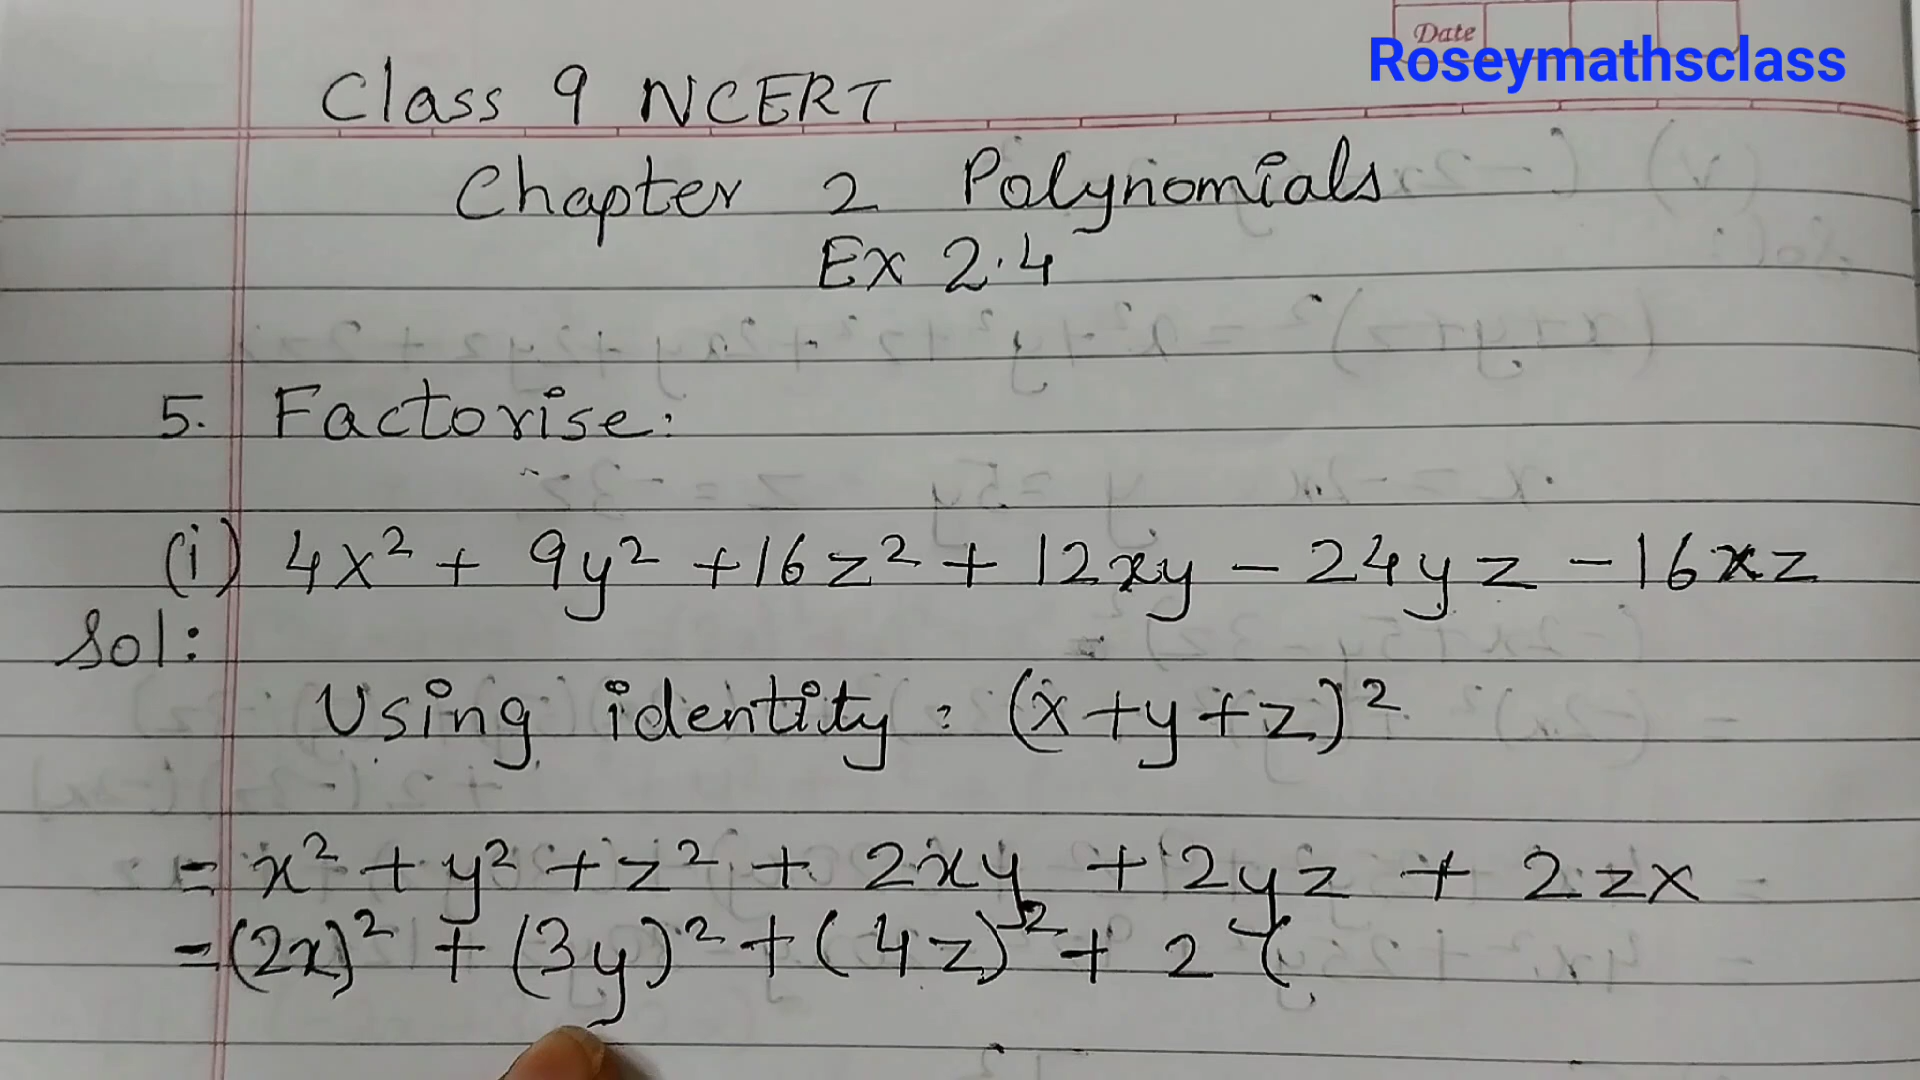 Date
Roseymathsclass
Class 9 NCERT
Chapter 2 Polynomials
Ex 2.4
5. Factorise:
(i) 4x² + 9y² + 16z² + 12xy - 24yz - 16xz
Sol:
Using identity : (x+y+z)²
= x² + y² + z² + 2xy + 2yz + 2zx
= (2x)² + (3y)² + (4z)² + 2 (